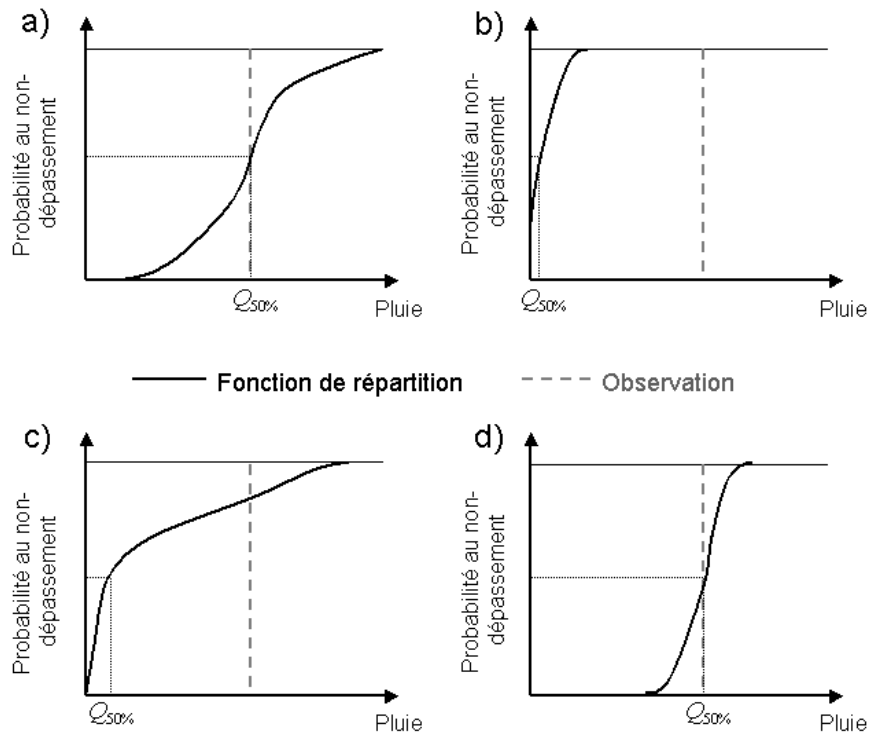 a)
Probabilité au non-
dépassement
Q50%
Pluie
b)
Probabilité au non-
dépassement
Q50%
Pluie
Fonction de répartition
Observation
c)
Probabilité au non-
dépassement
Q50%
Pluie
d)
Probabilité au non-
dépassement
Q50%
Pluie